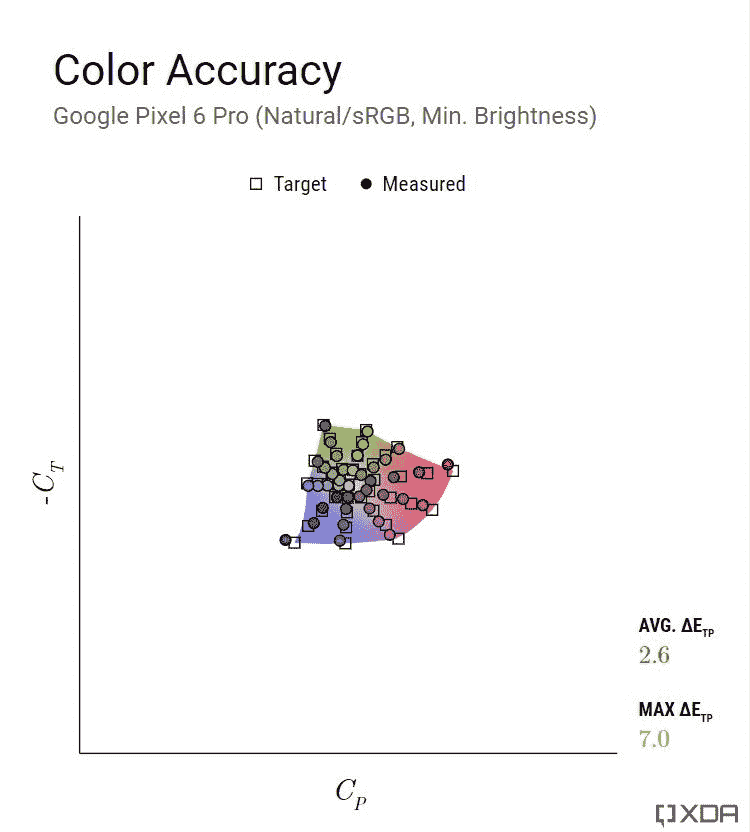 Color Accuracy
Google Pixel 6 Pro (Natural/sRGB, Min. Brightness)
Target
Measured
-C_T
AVG. ΔE_TP
2.6
MAX ΔE_TP
7.0
C_P
XDA